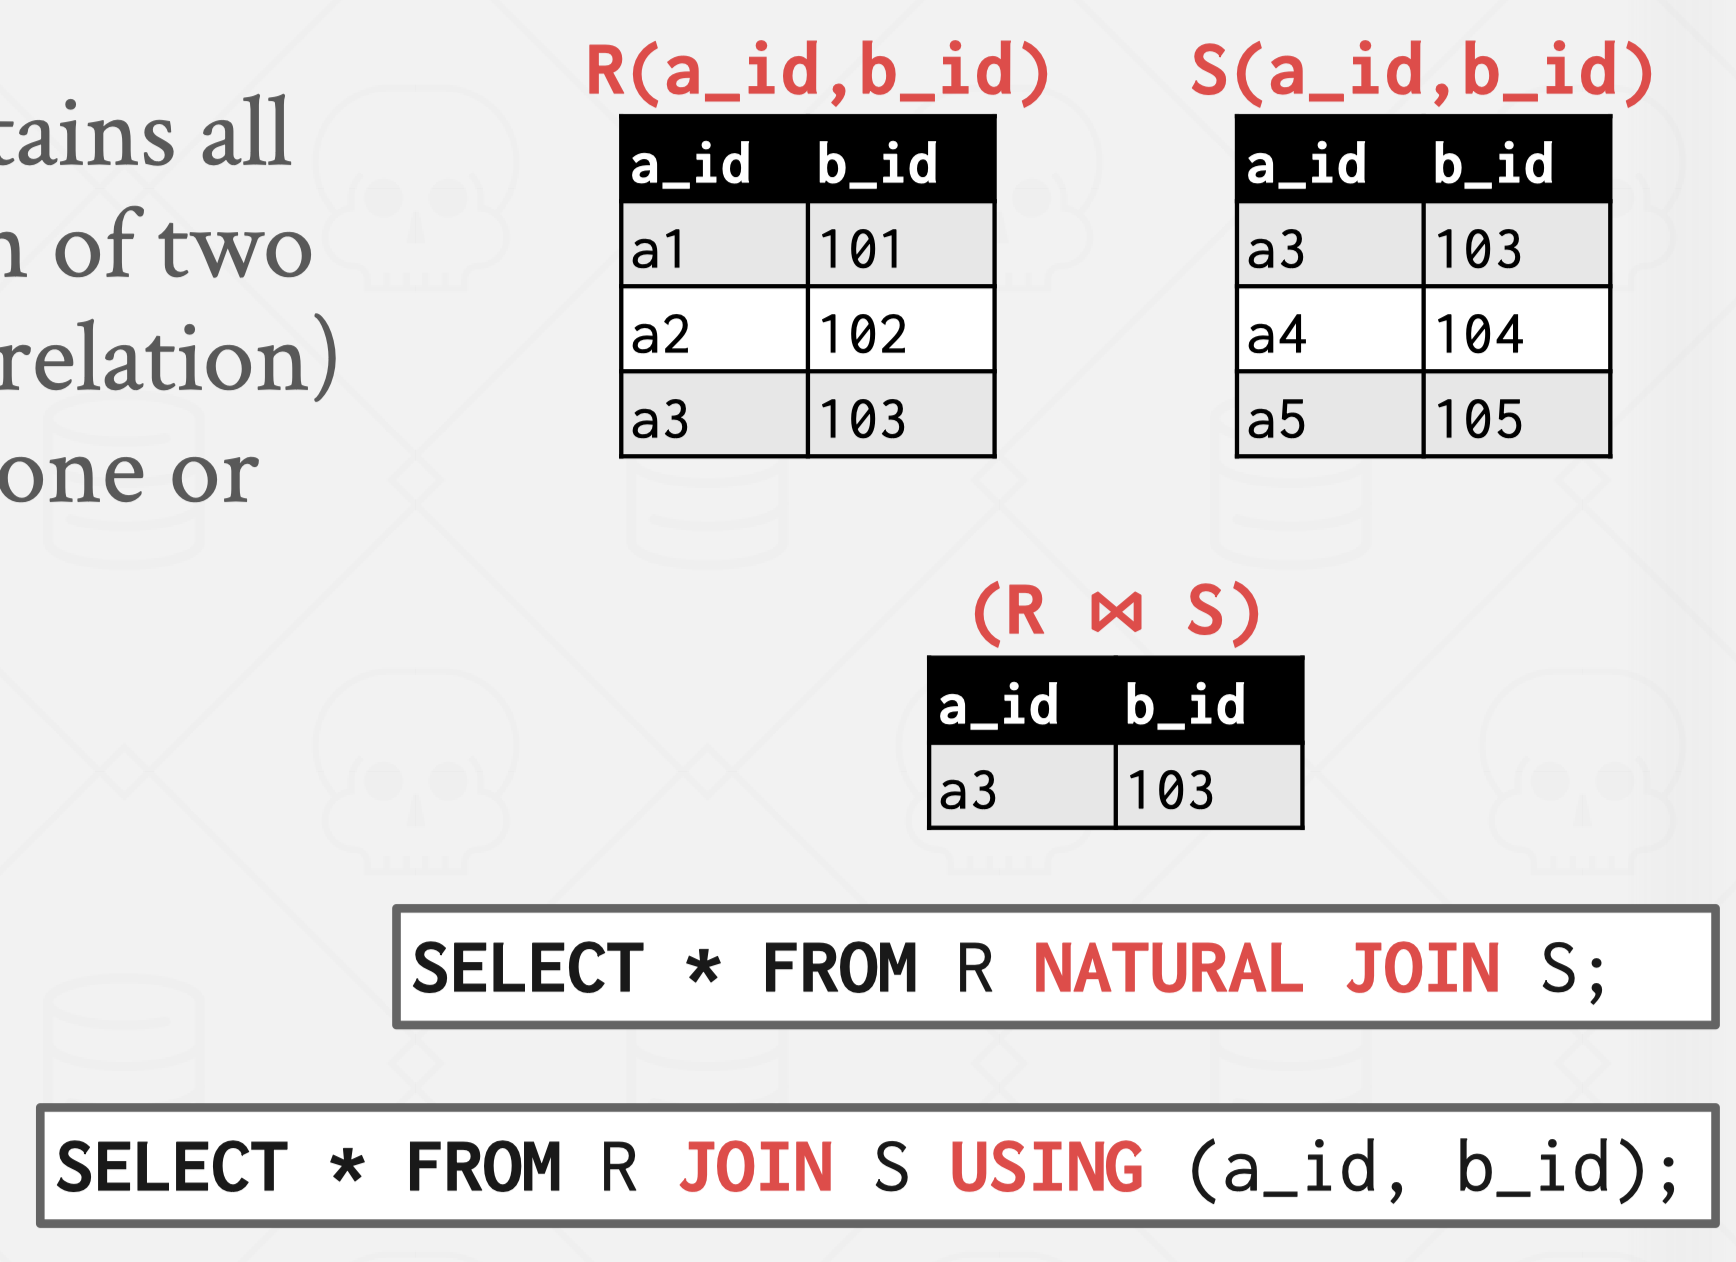 tains all
n of two
relation)
one or
R(a_id,b_id)
a_id b_id
a1 101
a2 102
a3 103
S(a_id,b_id)
a_id b_id
a3 103
a4 104
a5 105
(R ⋈ S)
a_id b_id
a3 103
SELECT * FROM R NATURAL JOIN S;
SELECT * FROM R JOIN S USING (a_id, b_id);